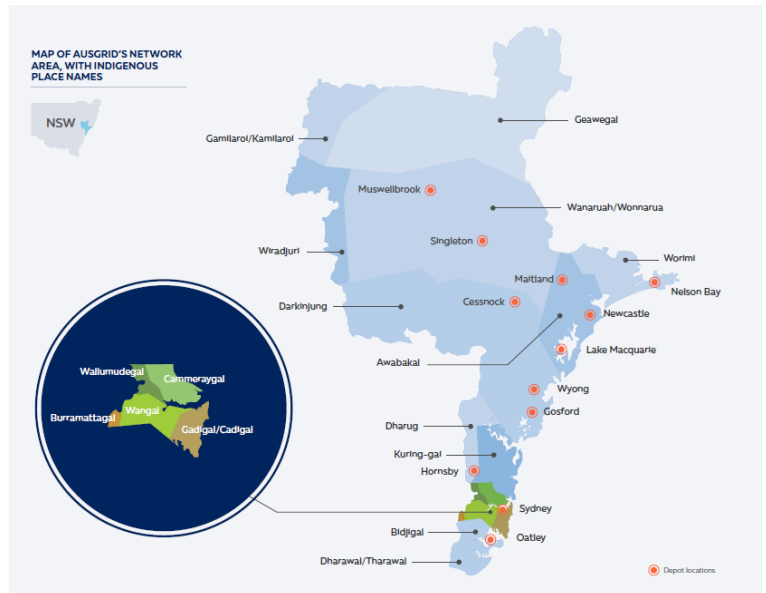 MAP OF AUSGRID'S NETWORK
AREA, WITH INDIGENOUS
PLACE NAMES
NSW
Geawegal
Gamilaroi/Kamilaroi
Muswellbrook
Wanaruah/Wonnarua
Singleton
Wiradjuri
Worimi
Maitland
Nelson Bay
Cessnock
Darkinjung
Newcastle
Lake Macquarie
Awabakal
Wallumudegal
Cammeraygal
Wyong
Wangal
Gosford
Burramattagal
Dharug
Gadigal/Cadigal
Kuring-gai
Hornsby
Sydney
Bidjigal
Oatley
Dharawal/Tharawal
Depot locations